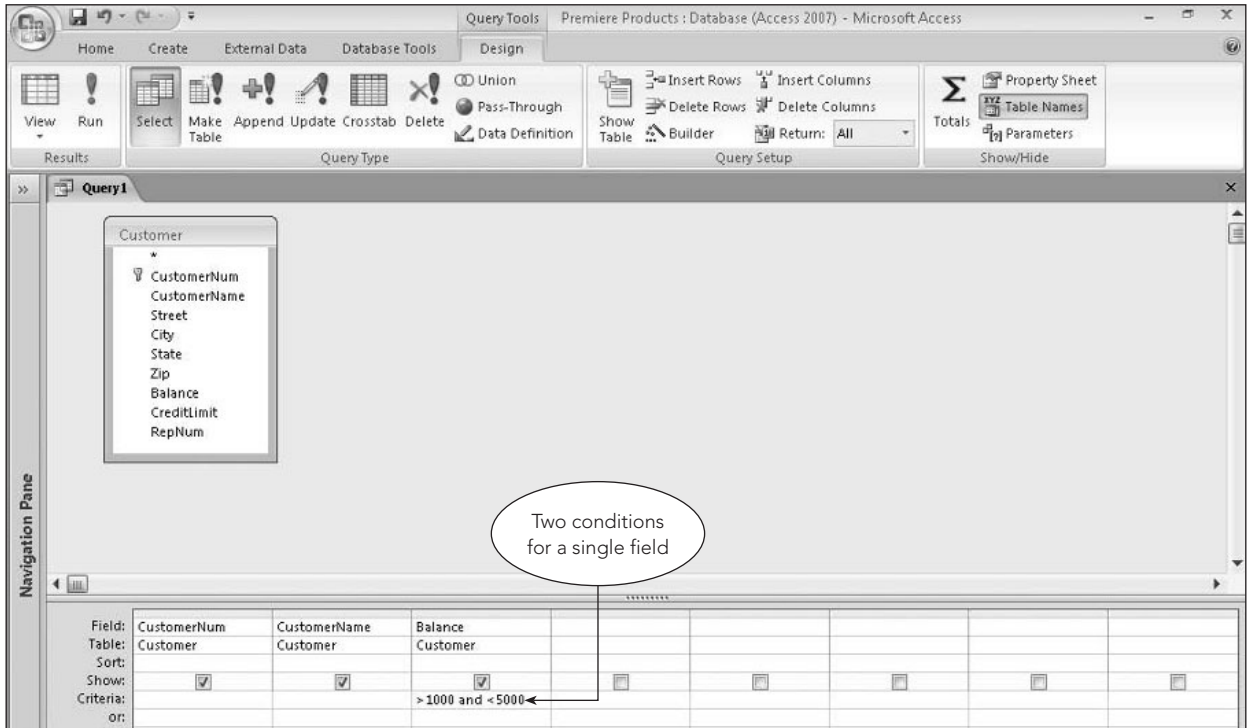 Query Tools Premiere Products : Database (Access 2007) - Microsoft Access
Home Create External Data Database Tools Design
View
Run
Results
Select
Make Table
Append
Update
Crosstab
Delete
Union
Pass-Through
Data Definition
Query Type
Show Table
Insert Rows
Delete Rows
Builder
Insert Columns
Delete Columns
Return: All
Query Setup
Σ
Totals
Property Sheet
XYZ
Table Names
[?] Parameters
Show/Hide
» Query1
Customer
*
CustomerNum
CustomerName
Street
City
State
Zip
Balance
CreditLimit
RepNum
Navigation Pane
Two conditions
for a single field
Field: CustomerNum CustomerName Balance
Table: Customer Customer Customer
Sort:
Show:
Criteria: >1000 and <5000
or: